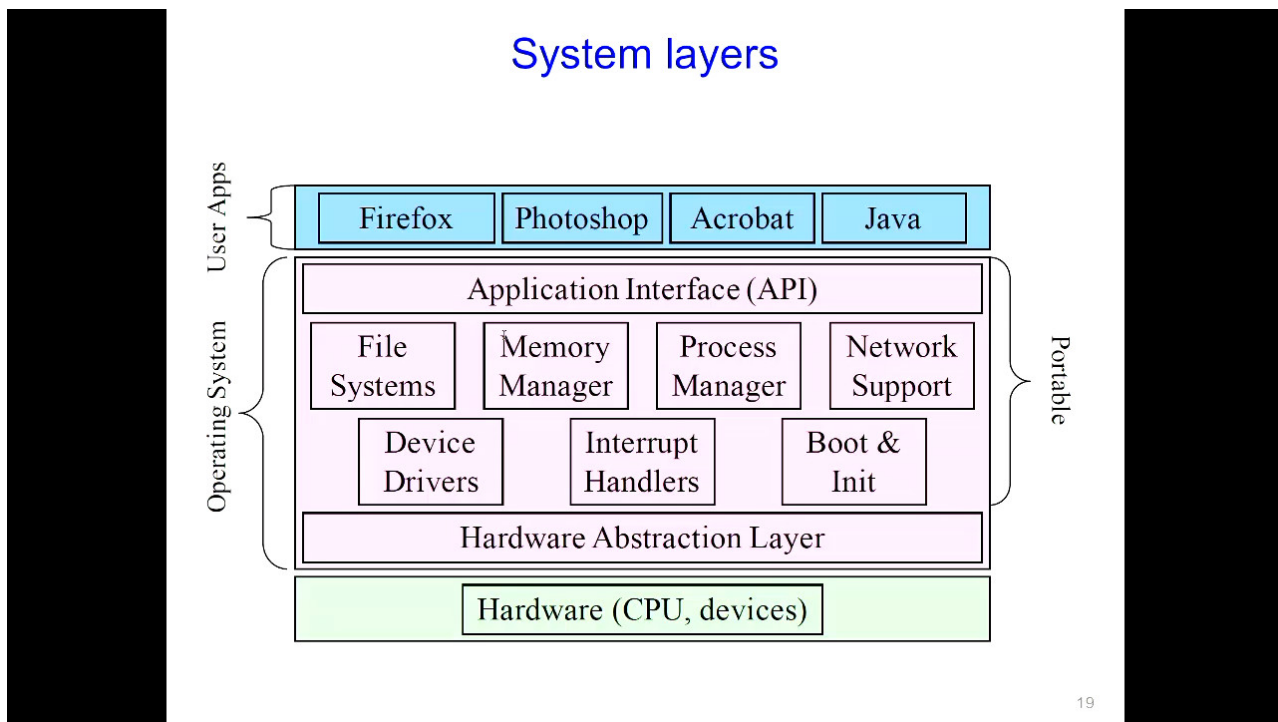 System layers
User Apps
Firefox
Photoshop
Acrobat
Java
Operating System
Application Interface (API)
File
Systems
Memory
Manager
Process
Manager
Network
Support
Device
Drivers
Interrupt
Handlers
Boot &
Init
Portable
Hardware Abstraction Layer
Hardware (CPU, devices)
19